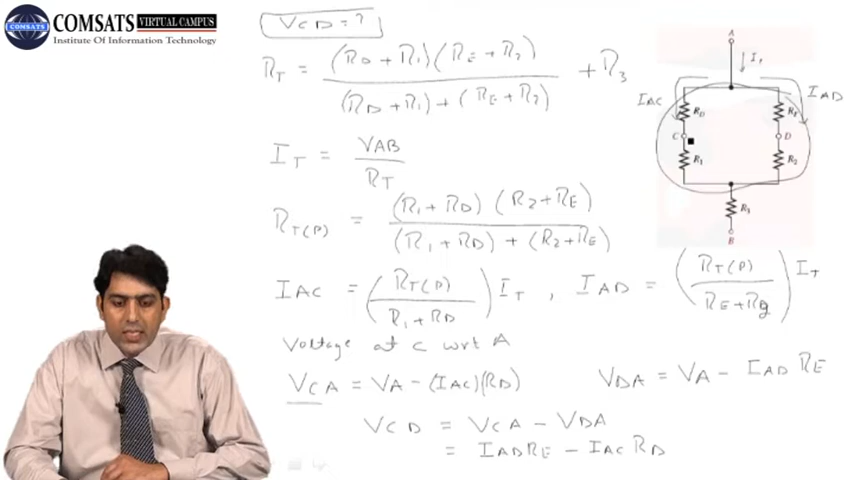 COMSATS VIRTUAL CAMPUS
Institute Of Information Technology
VCD = ?
RT = (RD + R1)(RE + R2) / (RD + R1) + (RE + R2) + R3
IT = VAB / RT
RT(P) = (R1 + RD) (R2 + RE) / (R1 + RD) + (R2 + RE)
IAC = (RT(P) / R1 + RD) IT , IAD = (RT(P) / RE + R2) IT
Voltage at C wrt A
VCA = VA - (IAC)(RD)
VDA = VA - IAD RE
VCD = VCA - VDA
= IAD RE - IAC RD
A
IT
IAC
IAD
RD
RE
C
D
R1
R2
R3
B